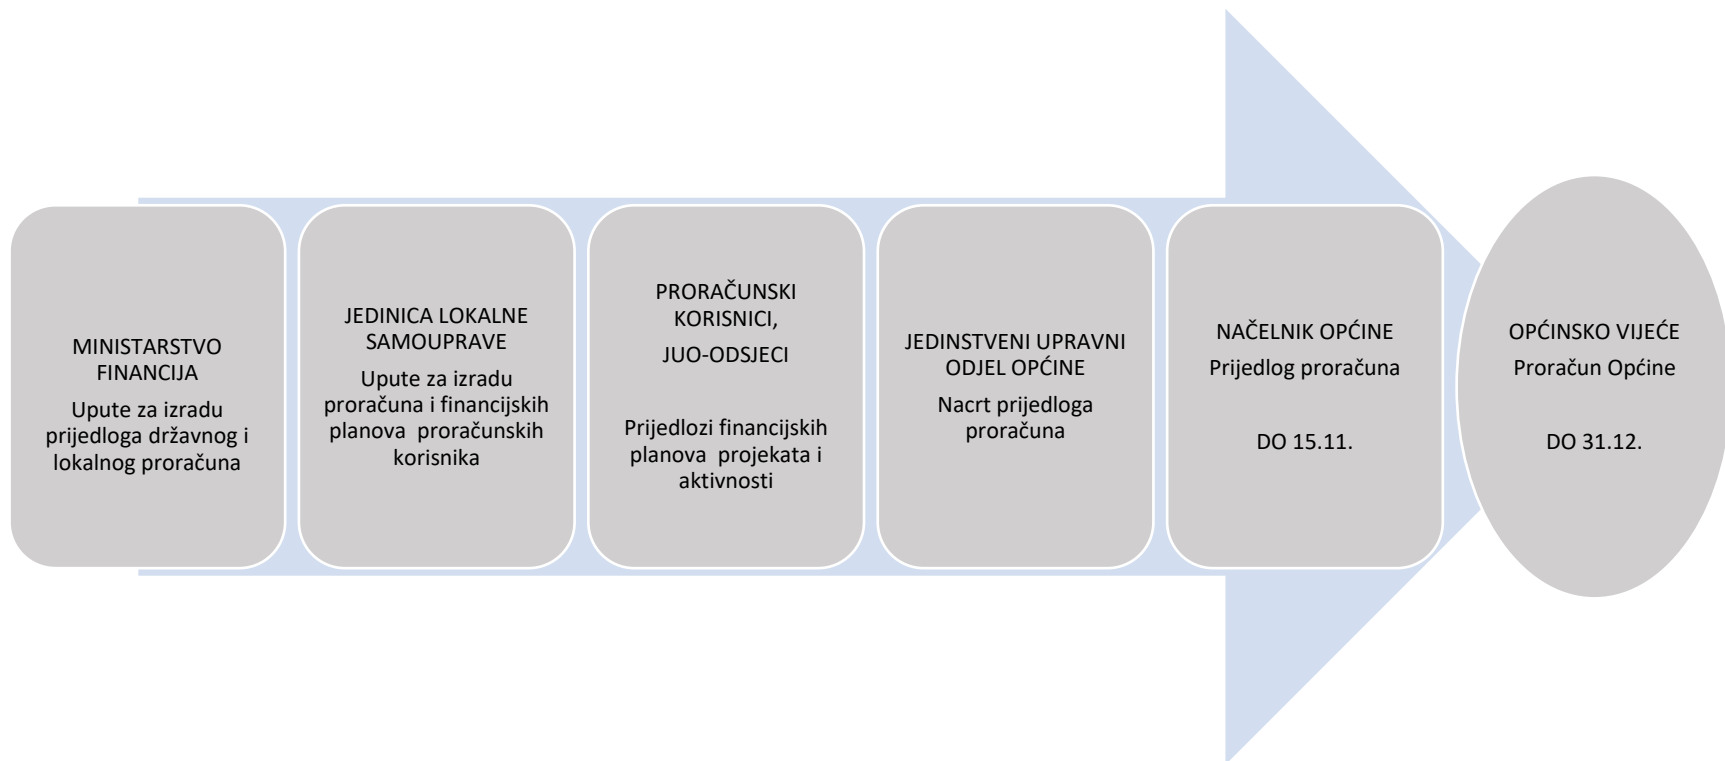 MINISTARSTVO
FINANCIJA
Upute za izradu
prijedloga državnog i
lokalnog proračuna
JEDINICA LOKALNE
SAMOUPRAVE
Upute za izradu
proračuna i financijskih
planova proračunskih
korisnika
PRORAČUNSKI
KORISNICI,
JUO-ODSJECI
Prijedlozi financijskih
planova projekata i
aktivnosti
JEDINSTVENI UPRAVNI
ODJEL OPĆINE
Nacrt prijedloga
proračuna
NAČELNIK OPĆINE
Prijedlog proračuna
DO 15.11.
OPĆINSKO VIJEĆE
Proračun Općine
DO 31.12.